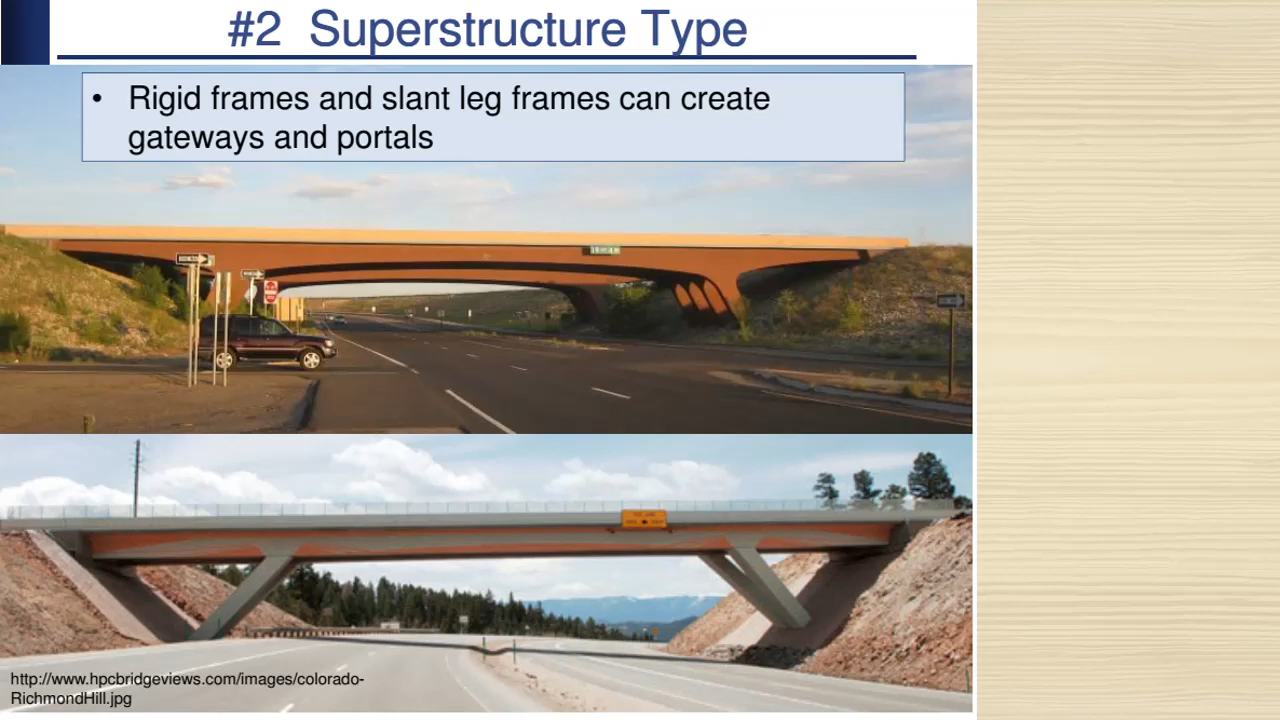 #2 Superstructure Type
• Rigid frames and slant leg frames can create
gateways and portals
http://www.hpcbridgeviews.com/images/colorado-
RichmondHill.jpg